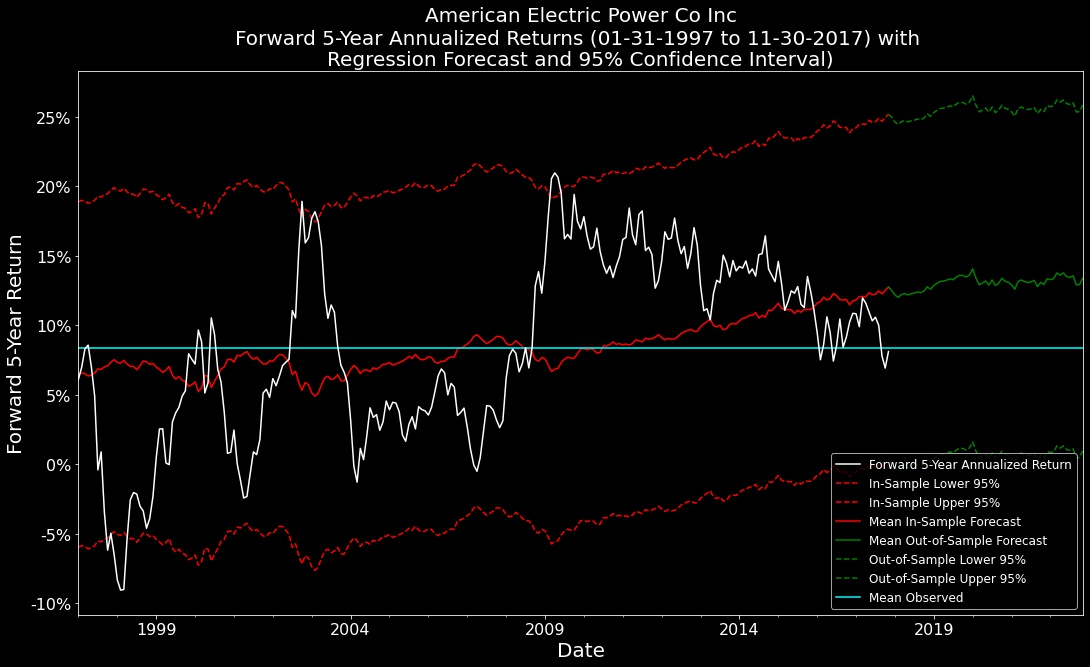 American Electric Power Co Inc
Forward 5-Year Annualized Returns (01-31-1997 to 11-30-2017) with
Regression Forecast and 95% Confidence Interval)
Forward 5-Year Return
25%
20%
15%
10%
5%
0%
-5%
-10%
Forward 5-Year Annualized Return
In-Sample Lower 95%
In-Sample Upper 95%
Mean In-Sample Forecast
Mean Out-of-Sample Forecast
Out-of-Sample Lower 95%
Out-of-Sample Upper 95%
Mean Observed
1999 2004 2009 2014 2019
Date